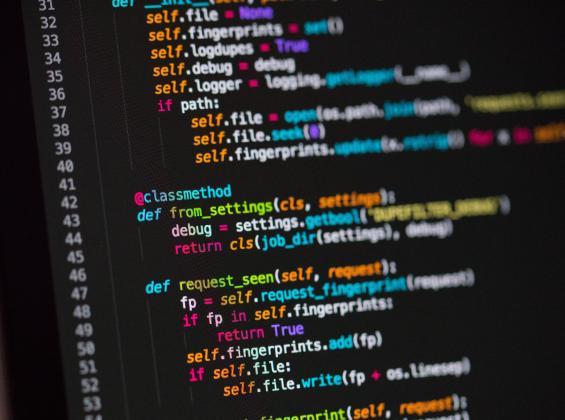 31 def __init__(self,
32 self.file = None
33 self.fingerprints = set()
34 self.logdupes = True
35 self.debug = debug
36 self.logger = logging.getLogger(__name__)
37 if path:
38 self.file = open(os.path.join(path,
39 self.file.seek(0)
40 self.fingerprints.update(x.rstrip() for x in
41
42 @classmethod
43 def from_settings(cls, settings):
44 debug = settings.getbool("DUPEFILTER_DEBUG")
45 return cls(job_dir(settings), debug)
46
47 def request_seen(self, request):
48 fp = self.request_fingerprint(request)
49 if fp in self.fingerprints:
50 return True
51 self.fingerprints.add(fp)
52 if self.file:
53 self.file.write(fp + os.linesep)
fingerprint(self, request):